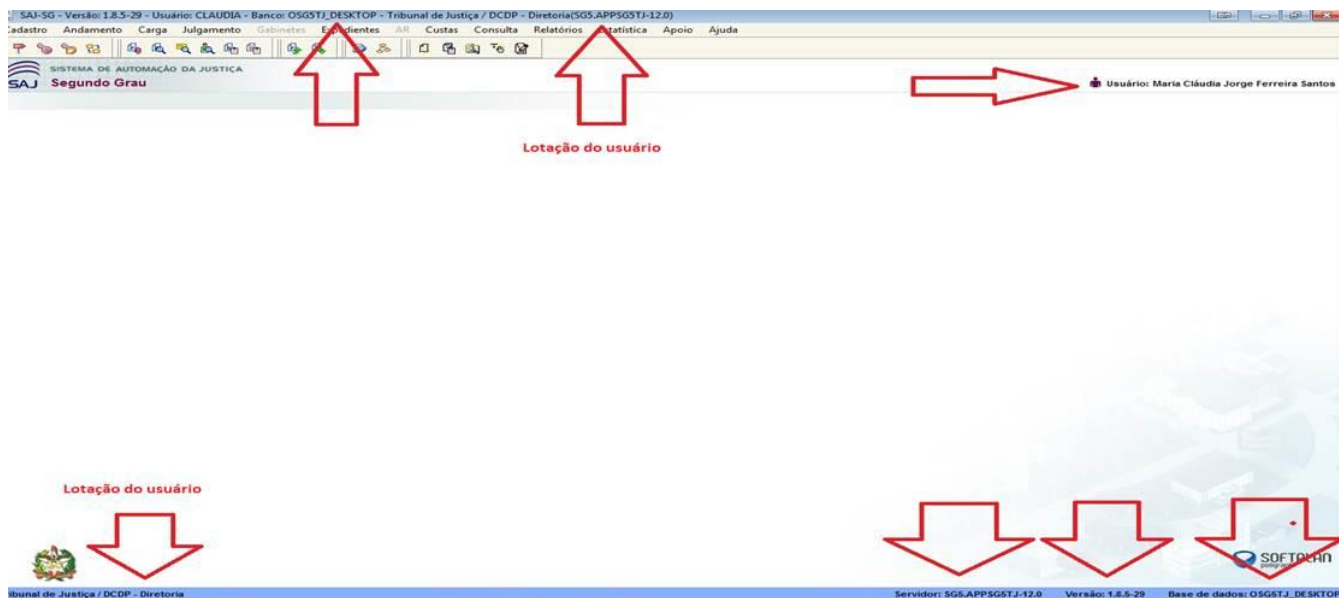 SAJ-SG - Versão: 1.8.5-29 - Usuário: CLAUDIA - Banco: OSG5TJ_DESKTOP - Tribunal de Justiça / DCDP - Diretoria(SG5.APPSG5TJ-12.0)
Cadastro Andamento Carga Julgamento Gabinetes Expedientes AR Custas Consulta Relatórios Estatística Apoio Ajuda
SISTEMA DE AUTOMAÇÃO DA JUSTIÇA
SAJ Segundo Grau
Usuário: Maria Cláudia Jorge Ferreira Santos
Lotação do usuário
Lotação do usuário
SOFTPLAN
Tribunal de Justiça / DCDP - Diretoria Servidor: SG5.APPSG5TJ-12.0 Versão: 1.8.5-29 Base de dados: OSG5TJ_DESKTOP